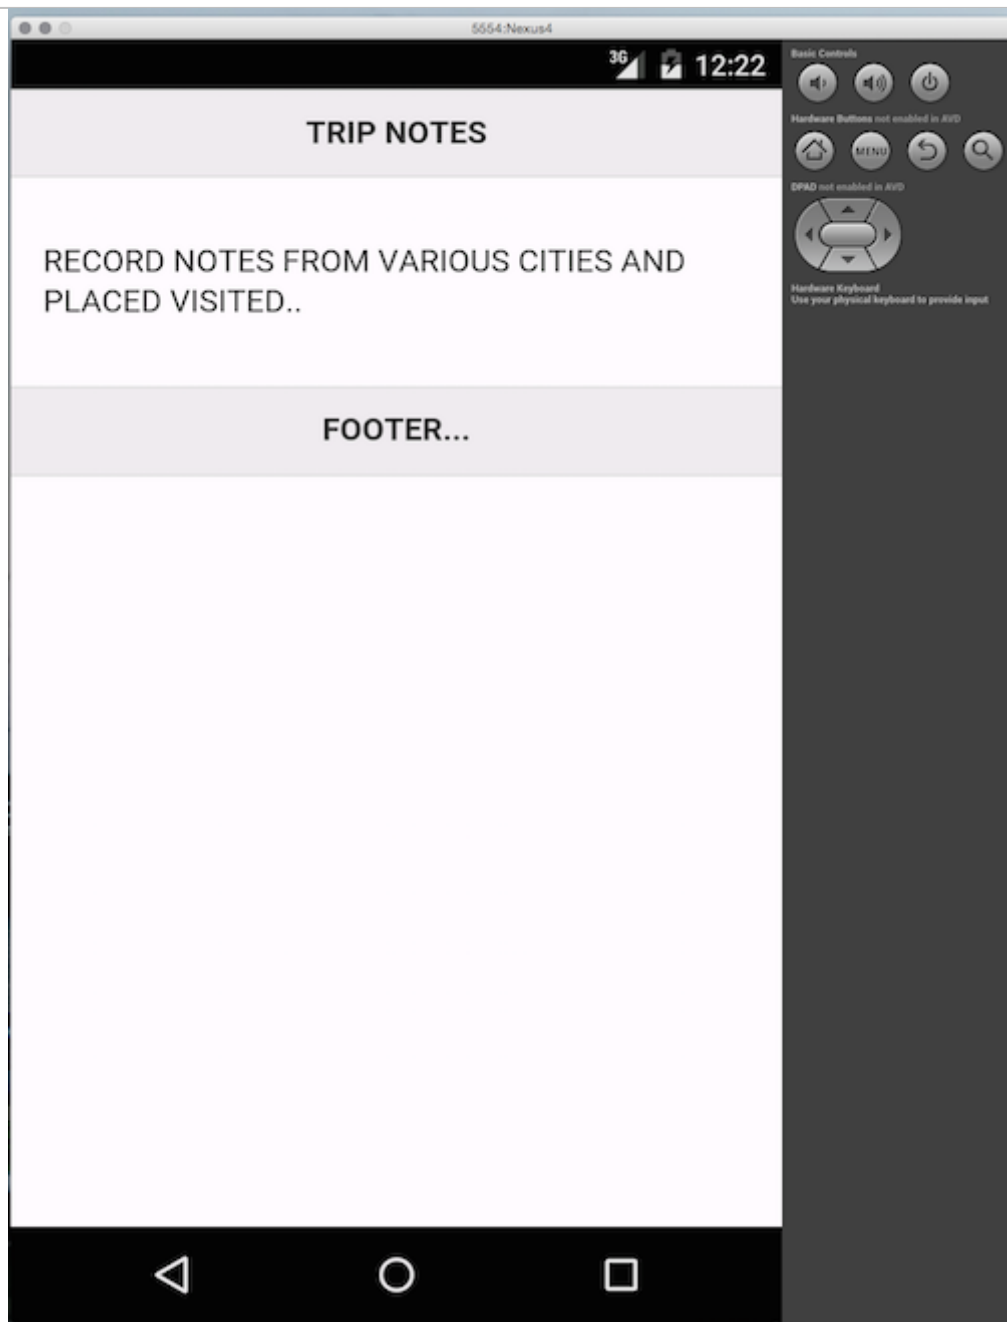 5554:Nexus4
3G 12:22
TRIP NOTES
RECORD NOTES FROM VARIOUS CITIES AND
PLACED VISITED..
FOOTER...
Basic Controls
Hardware Buttons not enabled in AVD
MENU
DPAD not enabled in AVD
Hardware Keyboard
Use your physical keyboard to provide input